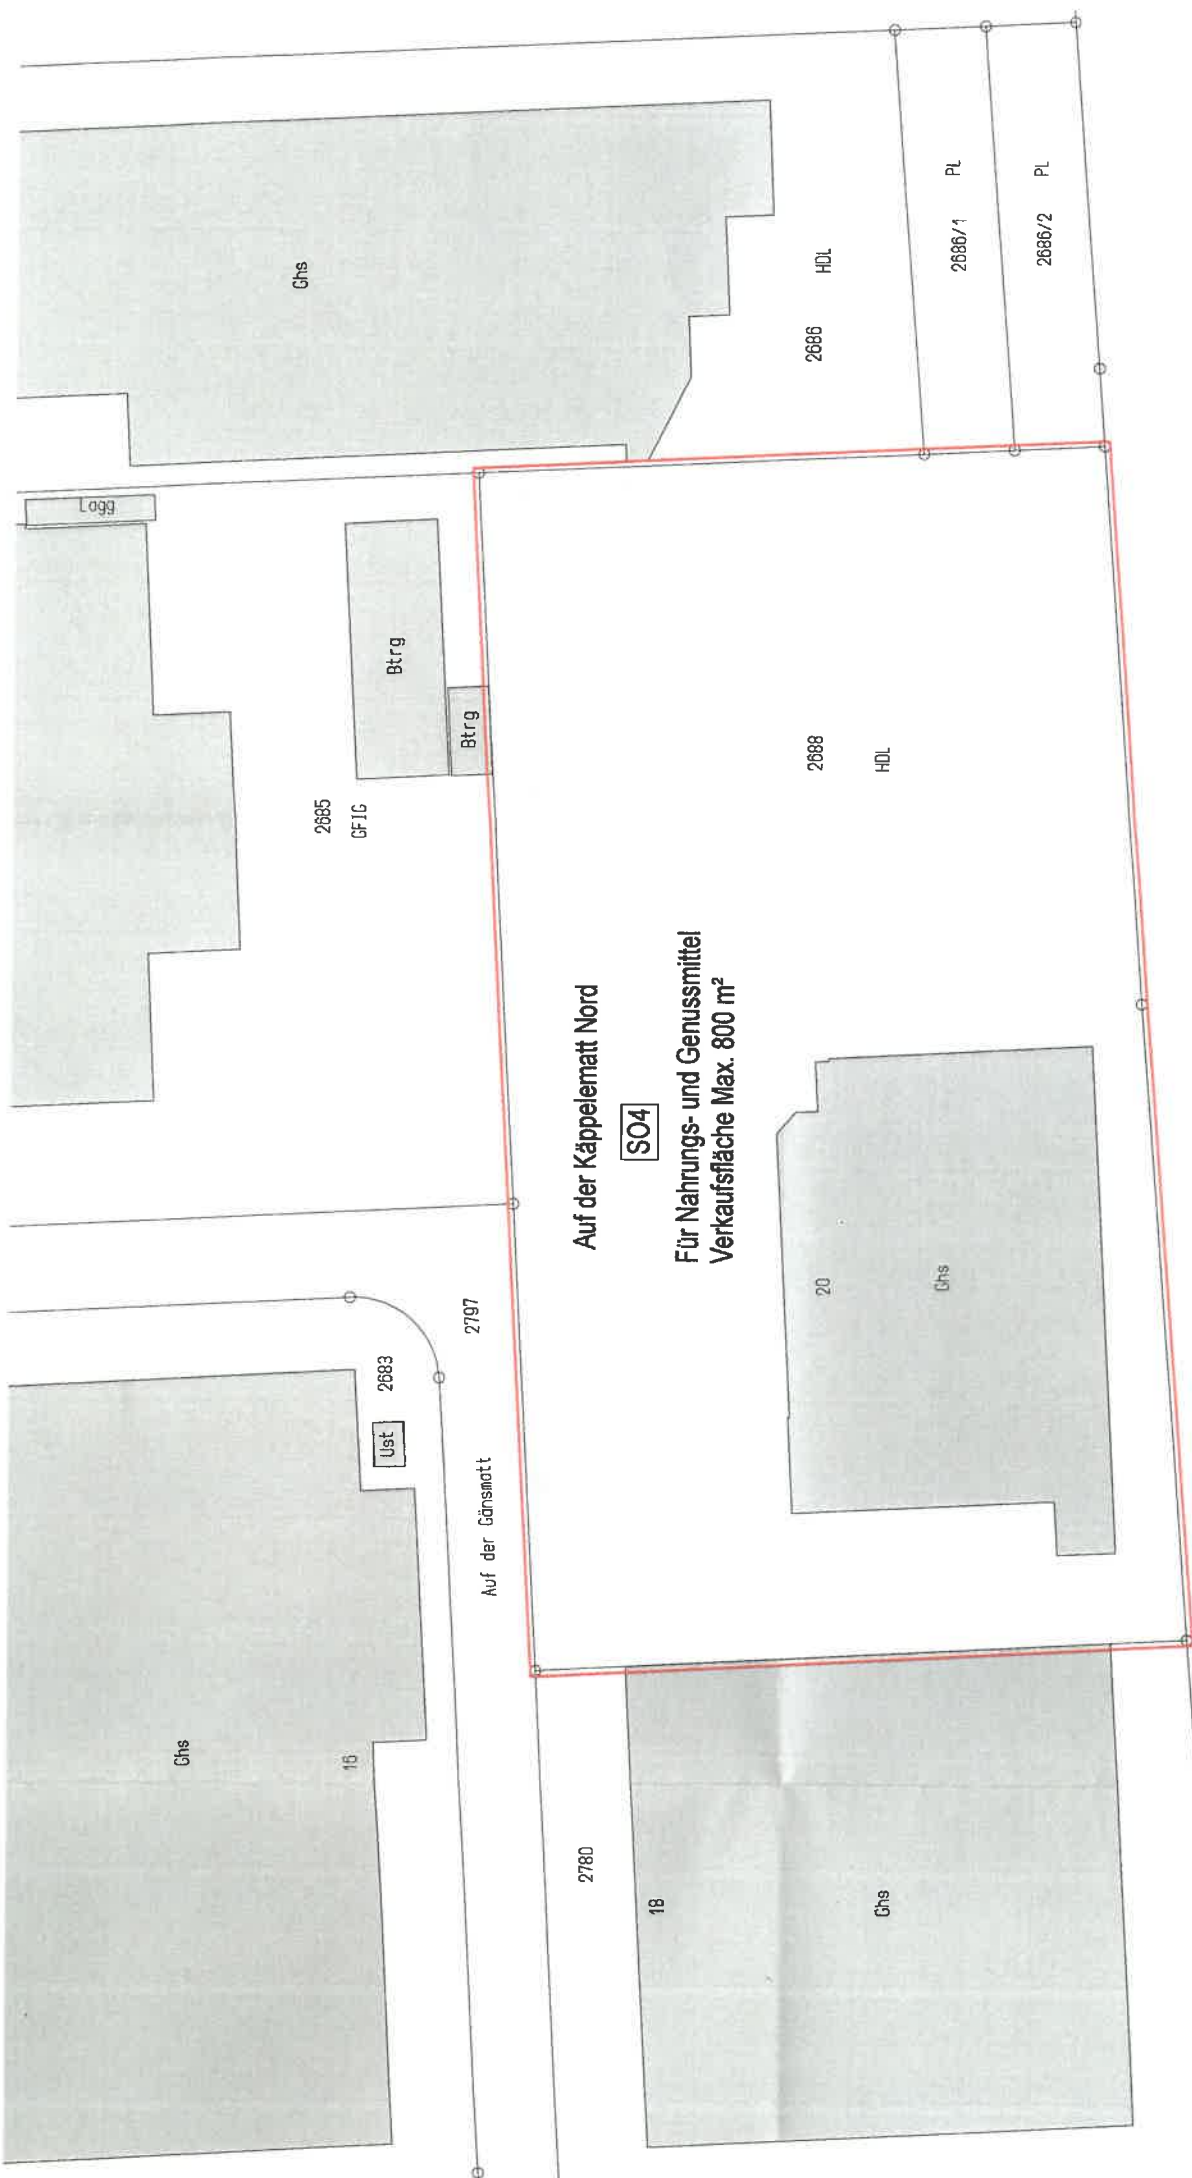 Ghs
2686 HDL
2686/1 PL
2686/2 PL
Lagg
Btrg
Btrg
2685
GFIG
2688
HDL
Auf der Käppelematt Nord
SO4
Für Nahrungs- und Genussmittel
Verkaufsfläche Max. 800 m²
20
Ghs
2797
2683
Ust
Auf der Gänsmatt
Ghs
16
2780
18
Ghs